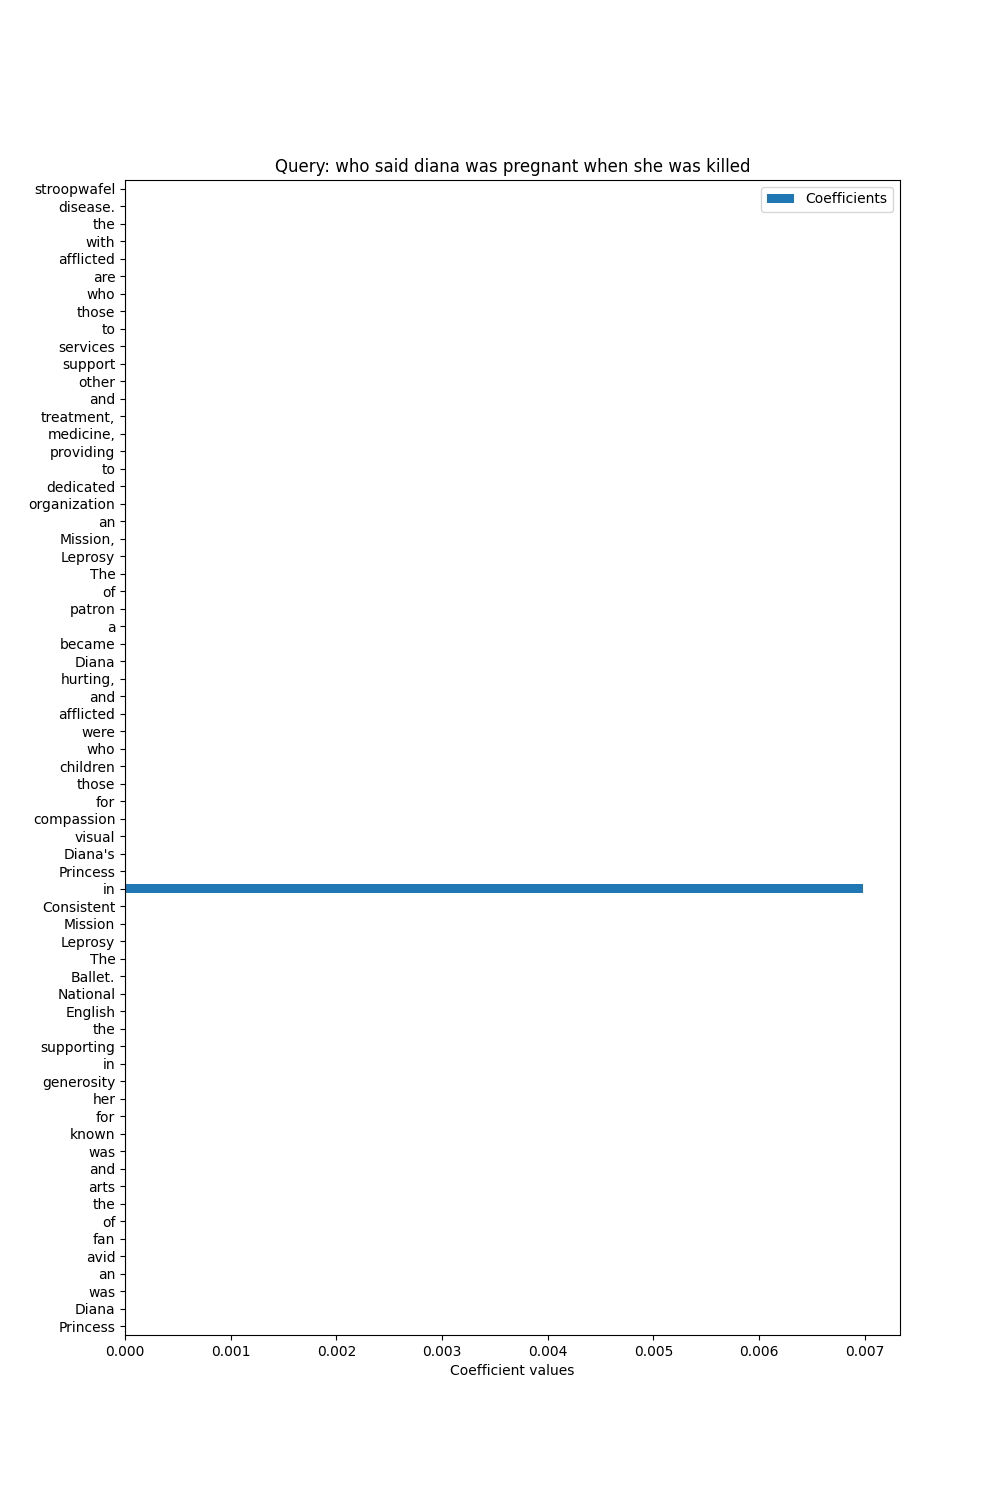 Query: who said diana was pregnant when she was killed
Coefficients
stroopwafel
disease.
the
with
afflicted
are
who
those
to
services
support
other
and
treatment,
medicine,
providing
to
dedicated
organization
an
Mission,
Leprosy
The
of
patron
a
became
Diana
hurting,
and
afflicted
were
who
children
those
for
compassion
visual
Diana's
Princess
in
Consistent
Mission
Leprosy
The
Ballet.
National
English
the
supporting
in
generosity
her
for
known
was
and
arts
the
of
fan
avid
an
was
Diana
Princess
0.000 0.001 0.002 0.003 0.004 0.005 0.006 0.007
Coefficient values